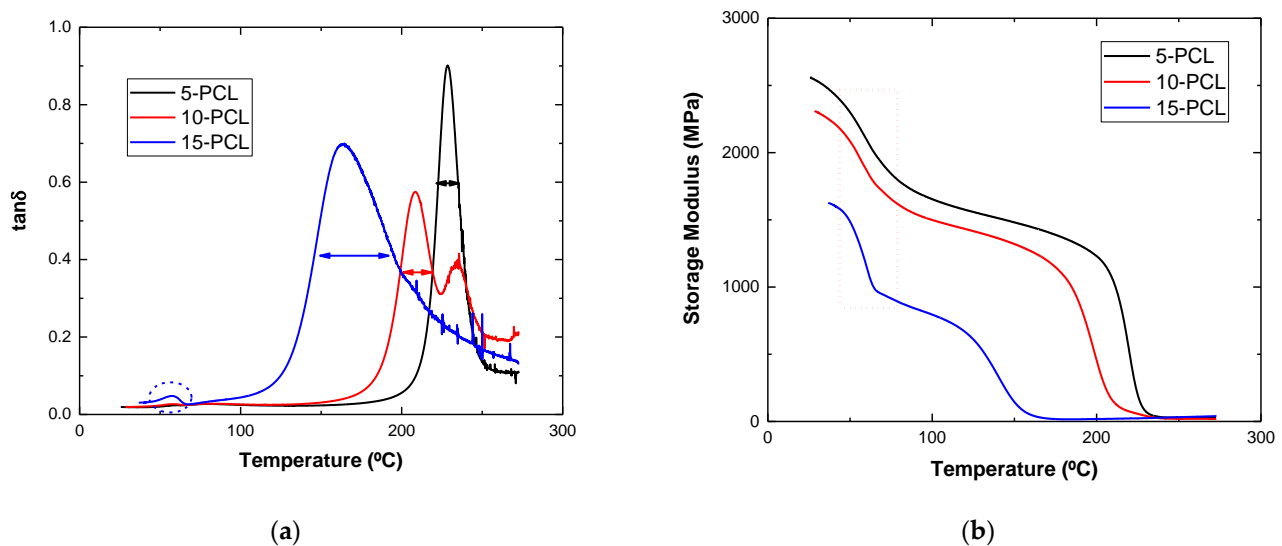 1.0
0.8
0.6
0.4
0.2
0.0
tanδ
5-PCL
10-PCL
15-PCL
0 100 200 300
Temperature (ºC)
(a)
3000
2000
1000
0
Storage Modulus (MPa)
5-PCL
10-PCL
15-PCL
0 100 200 300
Temperature (ºC)
(b)